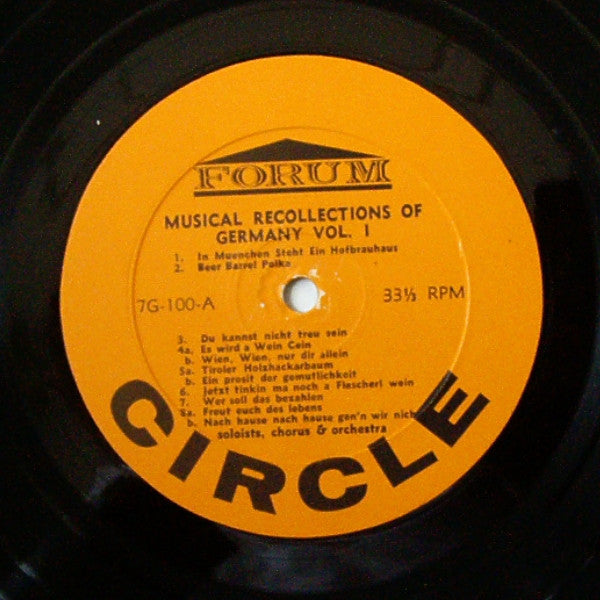 FORUM
MUSICAL RECOLLECTIONS OF
GERMANY VOL. 1
1. In Muenchen Steht Ein Hofbrauhaus
2. Beer Barrel Polka
7G-100-A
33⅓ RPM
3. Du kannst nicht treu sein
4a. Es wird a Wein Cein
b. Wien, Wien, nur dir allein
5a. Tiroler Holzhackarbaum
b. Ein prosit der gemutlichkeit
6. Jetzt tinkin ma noch a Flascherl wein
7. Wer soll das bezahlen
8a. Freut euch des lebens
b. Nach hause nach hause gen'n wir nicht
soloists, chorus & orchestra
CIRCLE